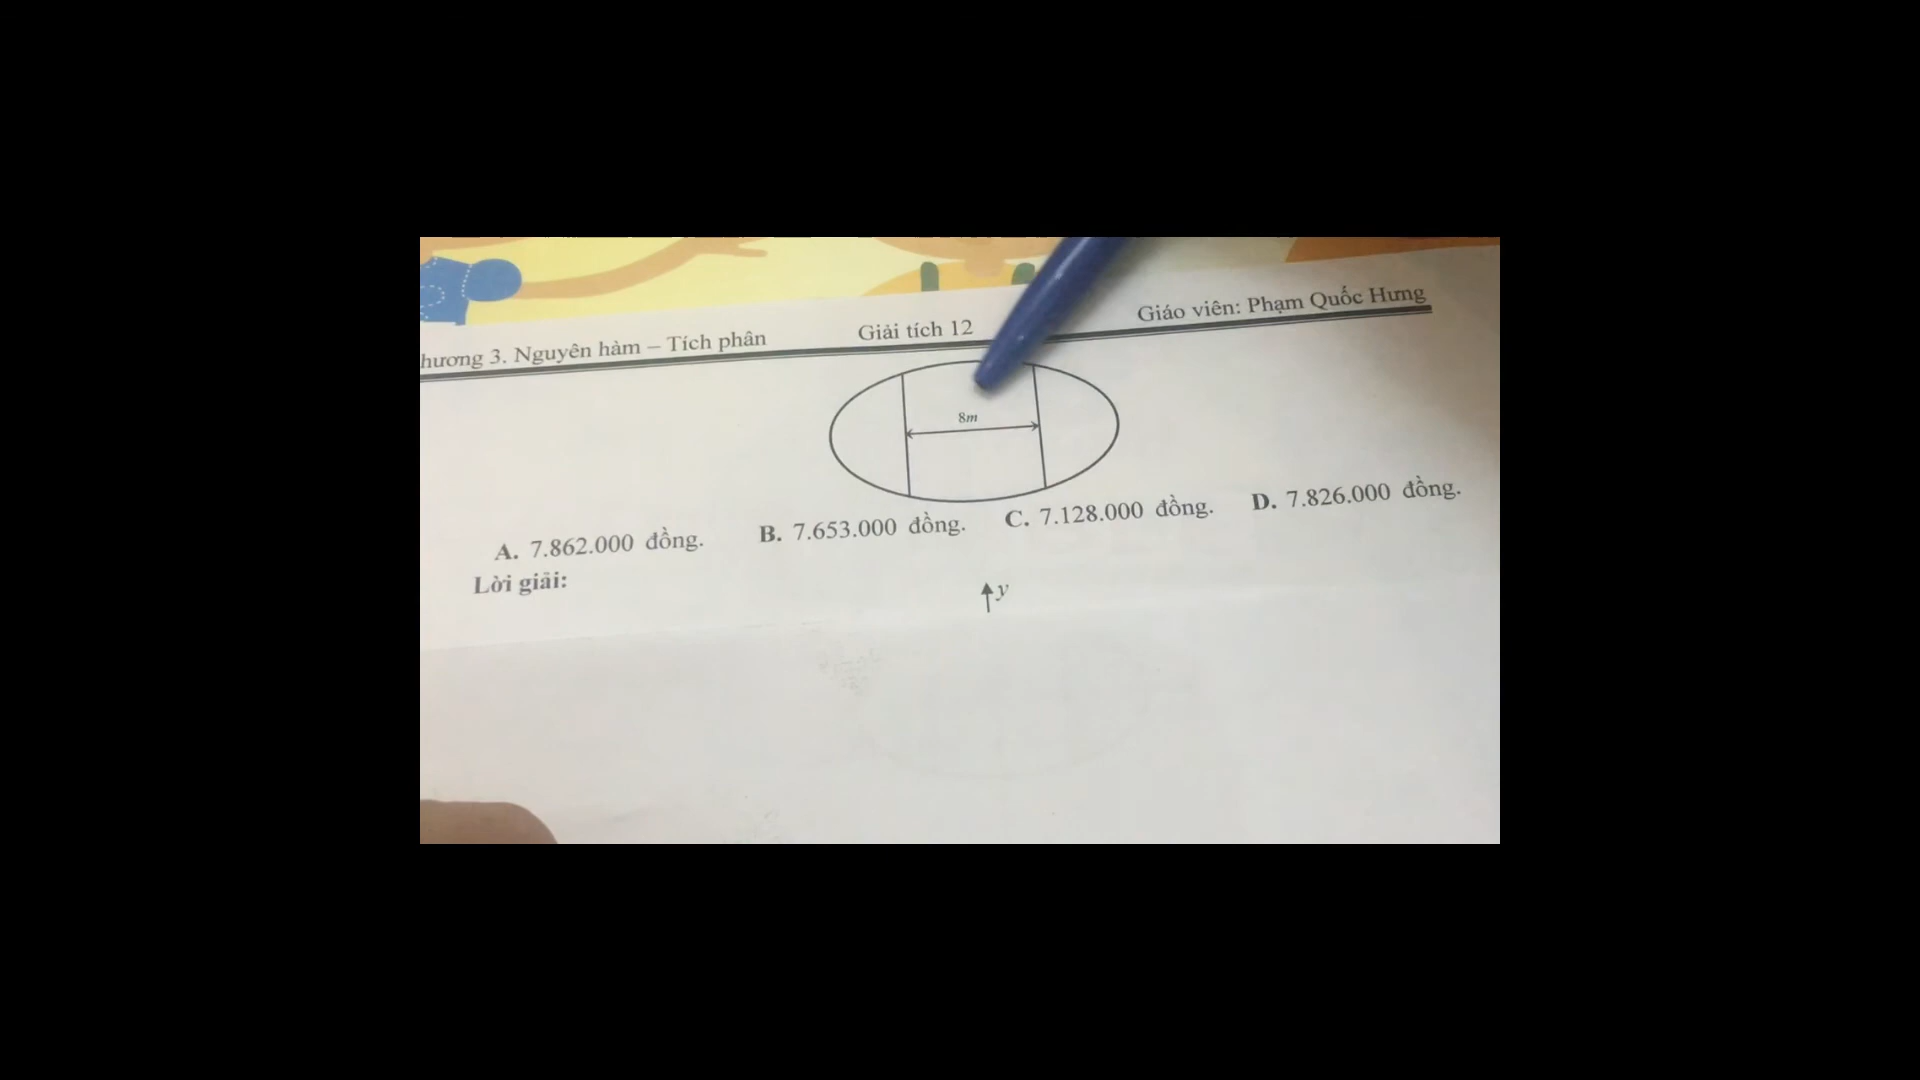 hương 3. Nguyên hàm – Tích phân Giải tích 12 Giáo viên: Phạm Quốc Hưng
8m
A. 7.862.000 đồng. B. 7.653.000 đồng. C. 7.128.000 đồng. D. 7.826.000 đồng.
Lời giải:
y